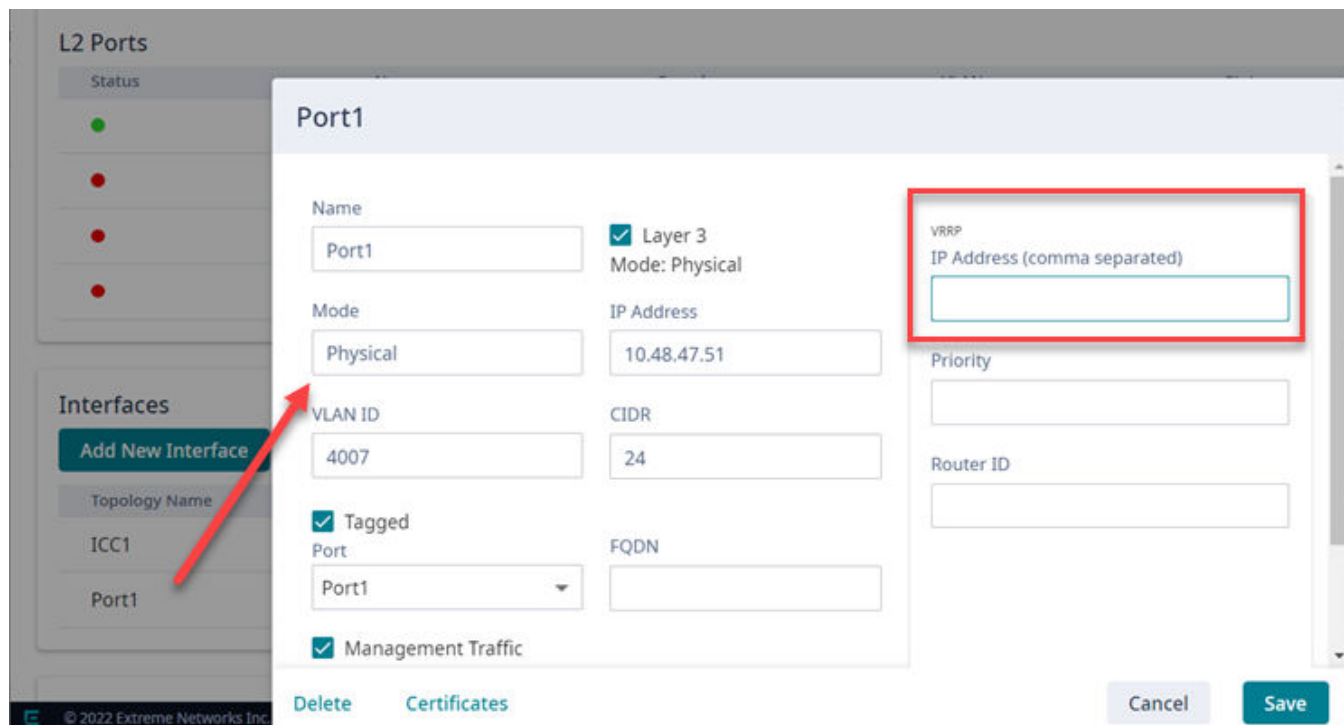 L2 Ports
Status
Port1
Name
Port1
Layer 3
Mode: Physical
VRRP
IP Address (comma separated)
Mode
Physical
IP Address
10.48.47.51
Priority
Interfaces
Add New Interface
VLAN ID
4007
CIDR
24
Router ID
Topology Name
ICC1
Port1
Tagged
Port
Port1
FQDN
Management Traffic
Delete
Certificates
Cancel
Save
© 2022 Extreme Networks Inc.